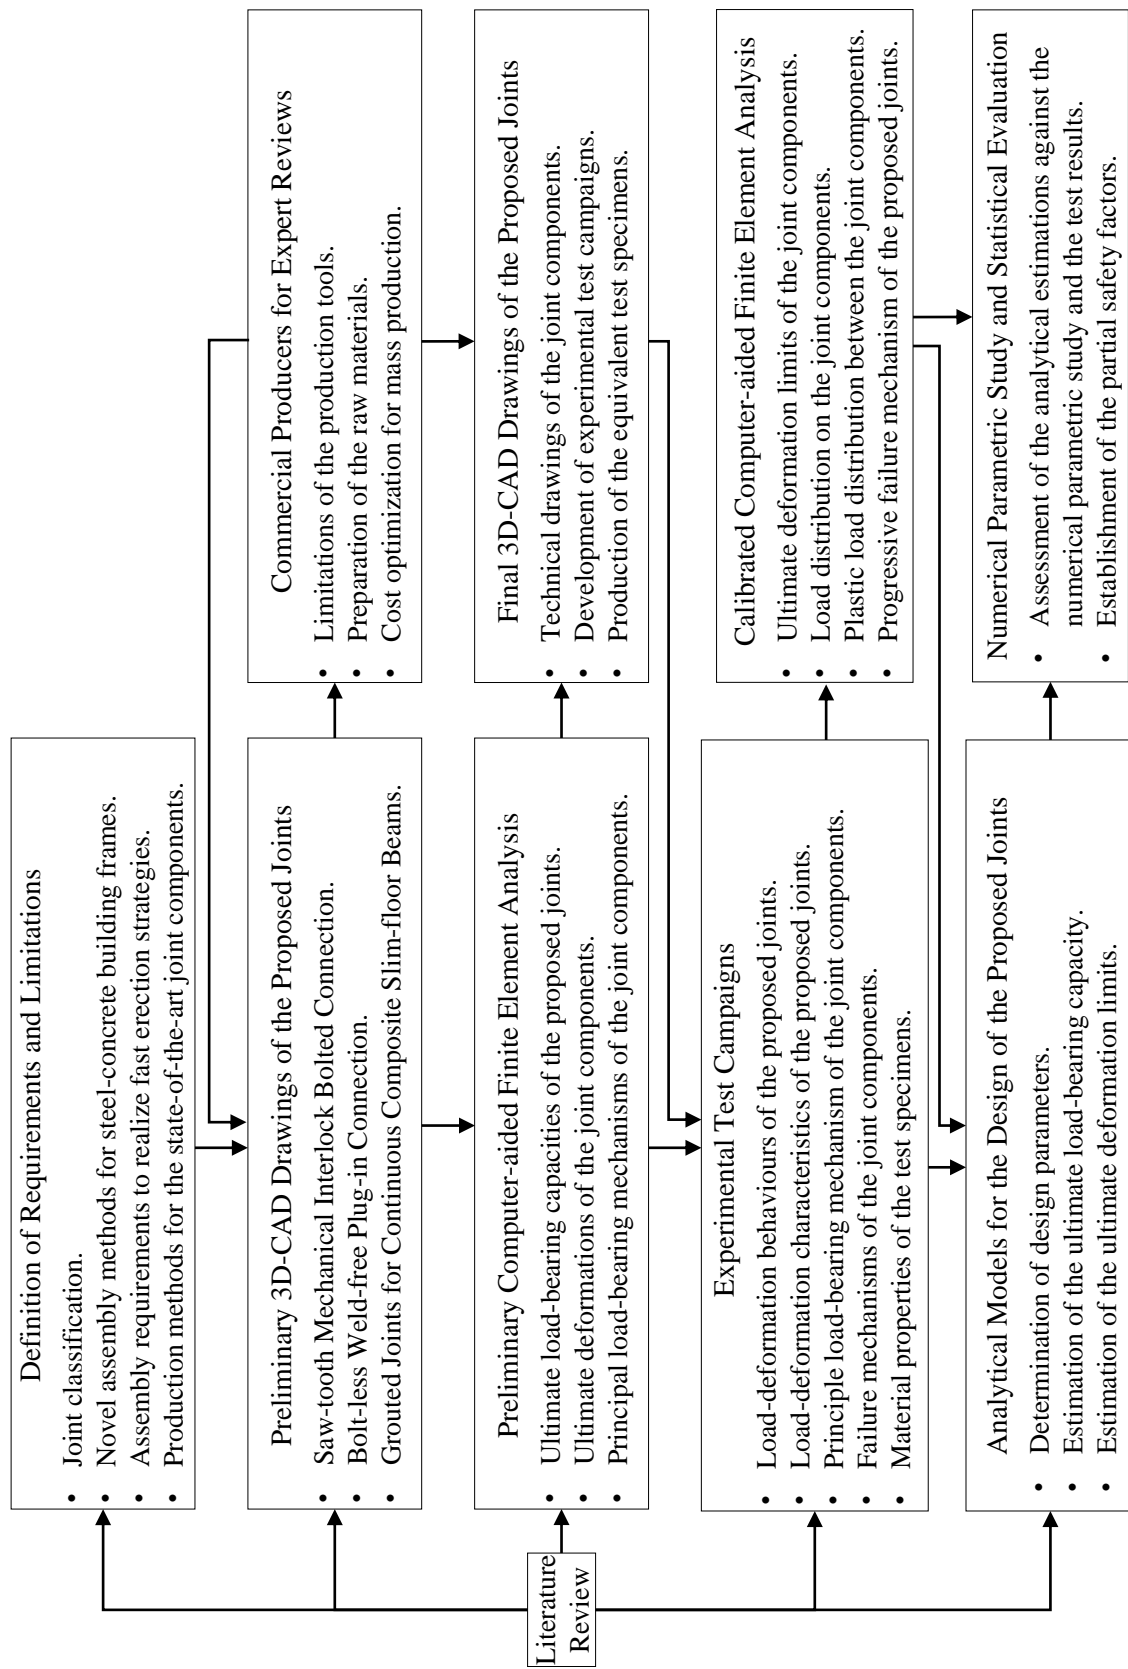 Literature
Review
Definition of Requirements and Limitations
• Joint classification.
• Novel assembly methods for steel-concrete building frames.
• Assembly requirements to realize fast erection strategies.
• Production methods for the state-of-the-art joint components.
Preliminary 3D-CAD Drawings of the Proposed Joints
• Saw-tooth Mechanical Interlock Bolted Connection.
• Bolt-less Weld-free Plug-in Connection.
• Grouted Joints for Continuous Composite Slim-floor Beams.
Commercial Producers for Expert Reviews
• Limitations of the production tools.
• Preparation of the raw materials.
• Cost optimization for mass production.
Preliminary Computer-aided Finite Element Analysis
• Ultimate load-bearing capacities of the proposed joints.
• Ultimate deformations of the joint components.
• Principal load-bearing mechanisms of the joint components.
Final 3D-CAD Drawings of the Proposed Joints
• Technical drawings of the joint components.
• Development of experimental test campaigns.
• Production of the equivalent test specimens.
Experimental Test Campaigns
• Load-deformation behaviours of the proposed joints.
• Load-deformation characteristics of the proposed joints.
• Principle load-bearing mechanism of the joint components.
• Failure mechanisms of the joint components.
• Material properties of the test specimens.
Calibrated Computer-aided Finite Element Analysis
• Ultimate deformation limits of the joint components.
• Load distribution on the joint components.
• Plastic load distribution between the joint components.
• Progressive failure mechanism of the proposed joints.
Analytical Models for the Design of the Proposed Joints
• Determination of design parameters.
• Estimation of the ultimate load-bearing capacity.
• Estimation of the ultimate deformation limits.
Numerical Parametric Study and Statistical Evaluation
• Assessment of the analytical estimations against the
numerical parametric study and the test results.
• Establishment of the partial safety factors.